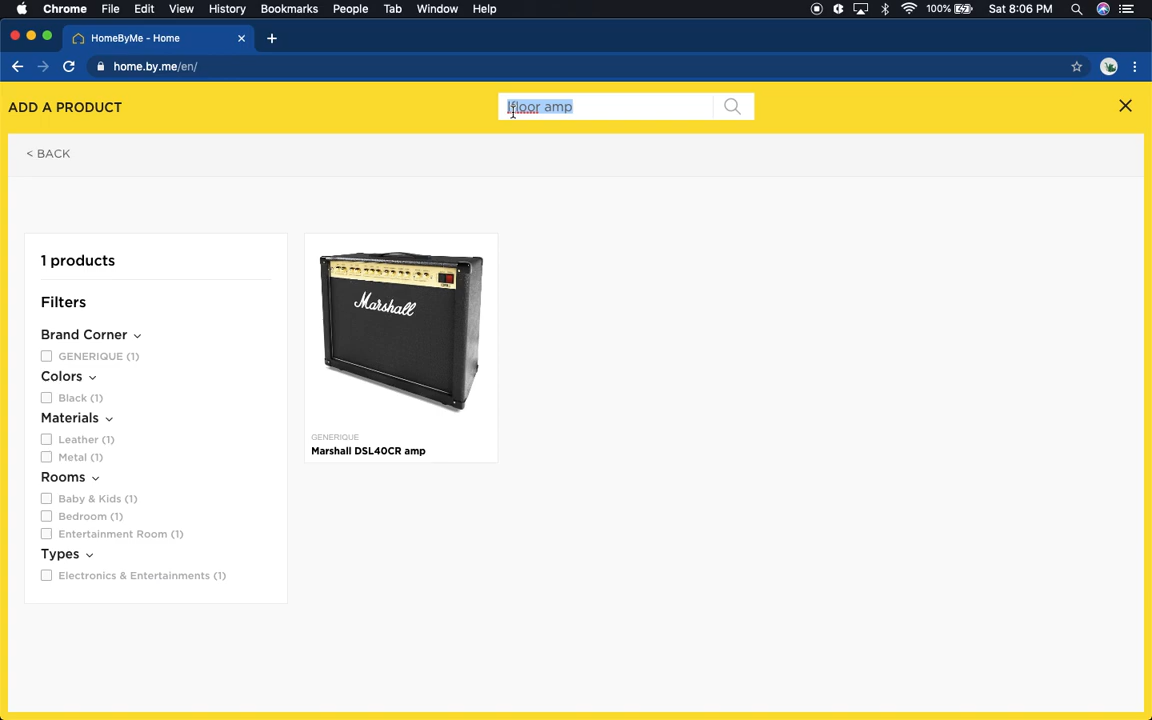 Chrome File Edit View History Bookmarks People Tab Window Help 100% Sat 8:06 PM
HomeByMe - Home
home.by.me/en/
ADD A PRODUCT
lfloor amp
< BACK
1 products
Filters
Brand Corner
GENERIQUE (1)
Colors
Black (1)
Materials
Leather (1)
Metal (1)
Rooms
Baby & Kids (1)
Bedroom (1)
Entertainment Room (1)
Types
Electronics & Entertainments (1)
Marshall
GENERIQUE
Marshall DSL40CR amp